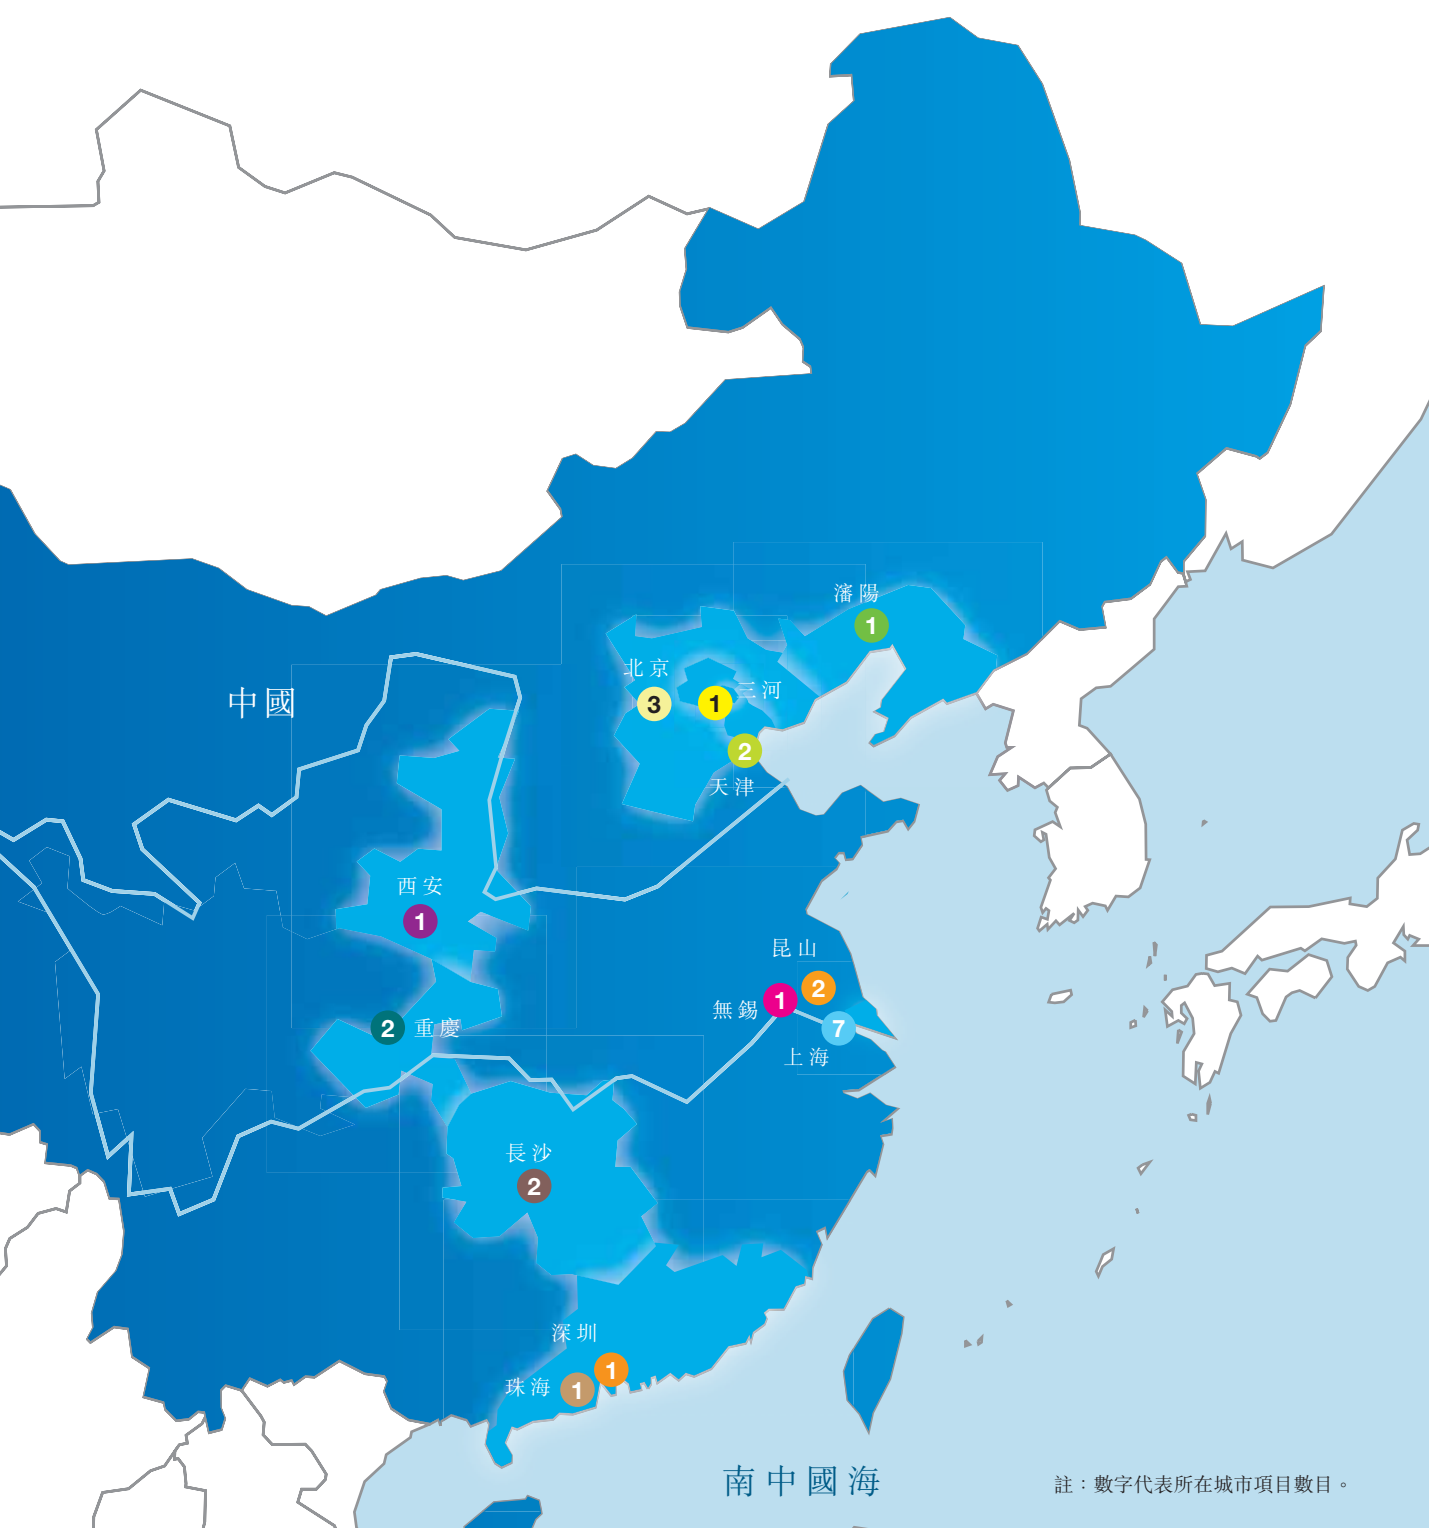 瀋陽
1
北京
3
三河
1
2
天津
中國
西安
1
昆山
2
無錫
1
7
上海
2
重慶
長沙
2
深圳
1
珠海
1
南中國海
註：數字代表所在城市項目數目。